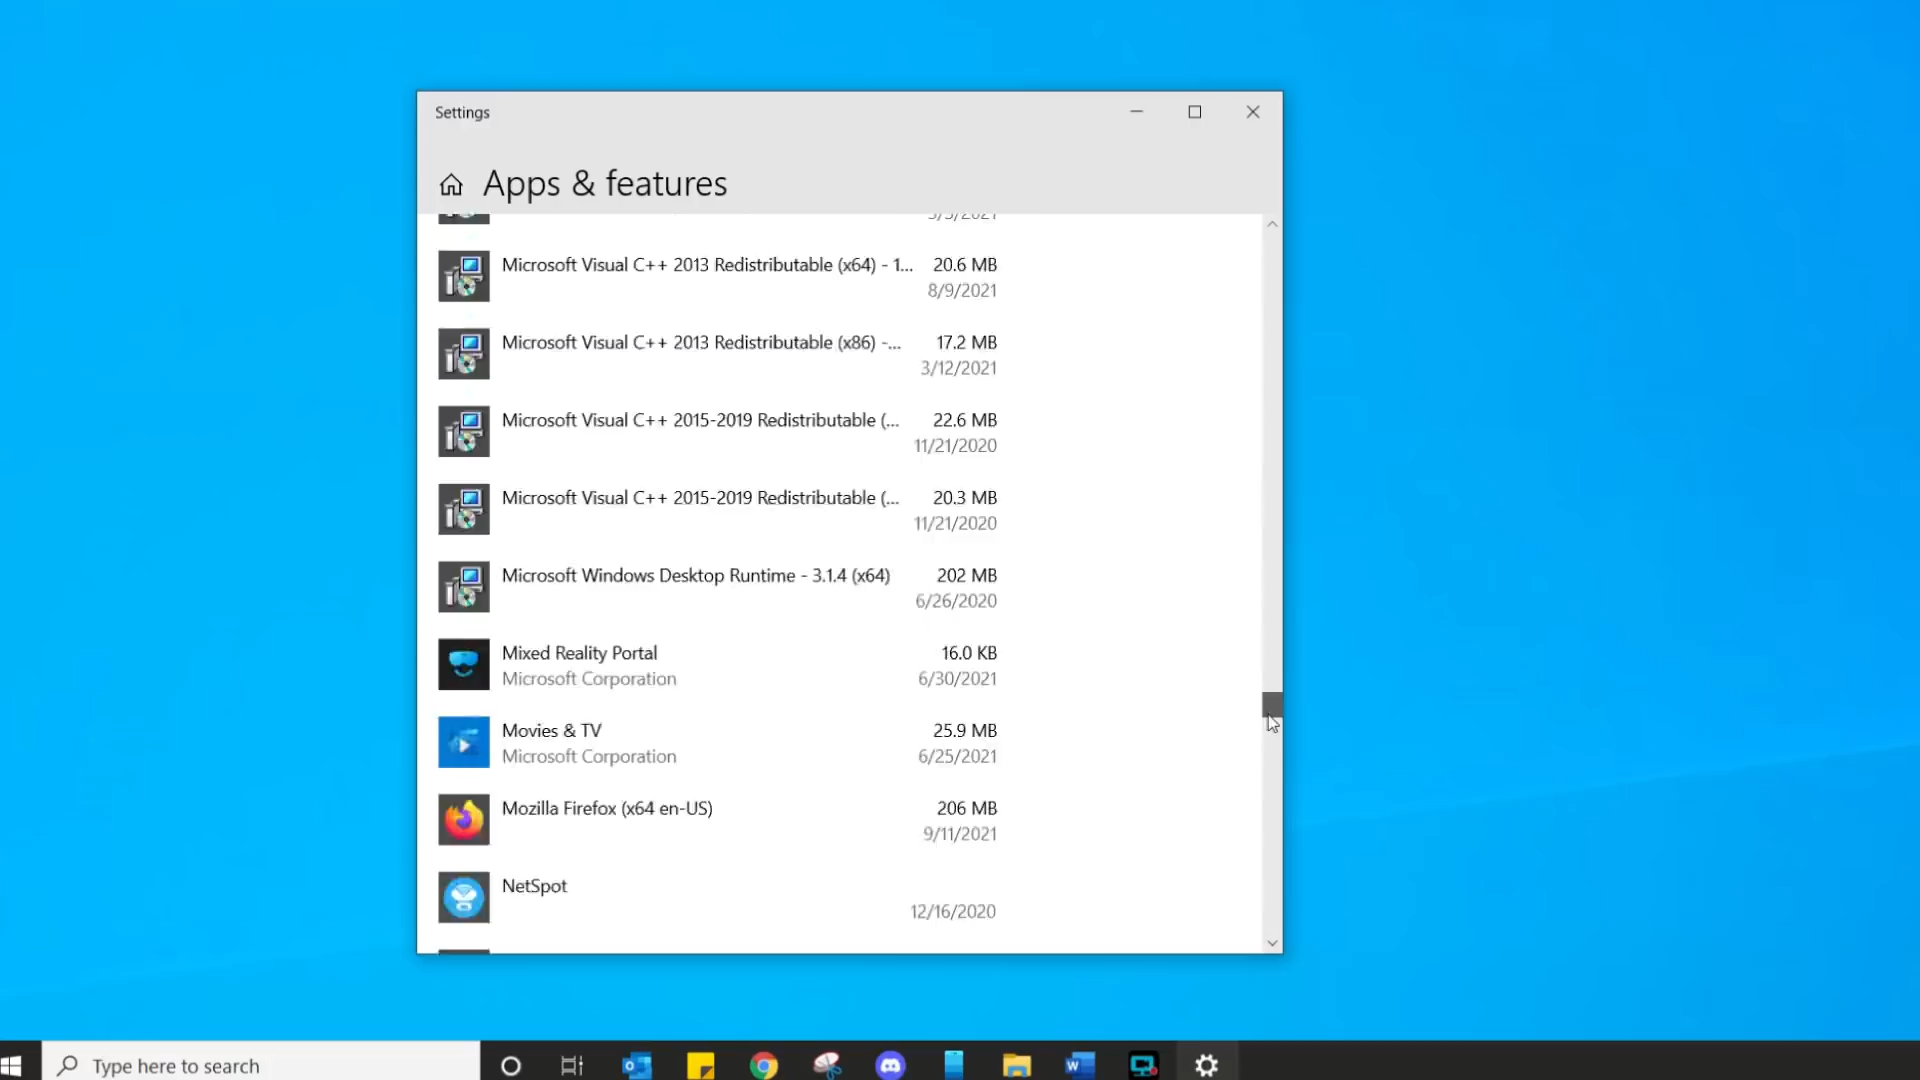 Settings
Apps & features
3/3/2021
Microsoft Visual C++ 2013 Redistributable (x64) - 1... 20.6 MB
8/9/2021
Microsoft Visual C++ 2013 Redistributable (x86) -... 17.2 MB
3/12/2021
Microsoft Visual C++ 2015-2019 Redistributable (... 22.6 MB
11/21/2020
Microsoft Visual C++ 2015-2019 Redistributable (... 20.3 MB
11/21/2020
Microsoft Windows Desktop Runtime - 3.1.4 (x64) 202 MB
6/26/2020
Mixed Reality Portal 16.0 KB
Microsoft Corporation 6/30/2021
Movies & TV 25.9 MB
Microsoft Corporation 6/25/2021
Mozilla Firefox (x64 en-US) 206 MB
9/11/2021
NetSpot
12/16/2020
Type here to search